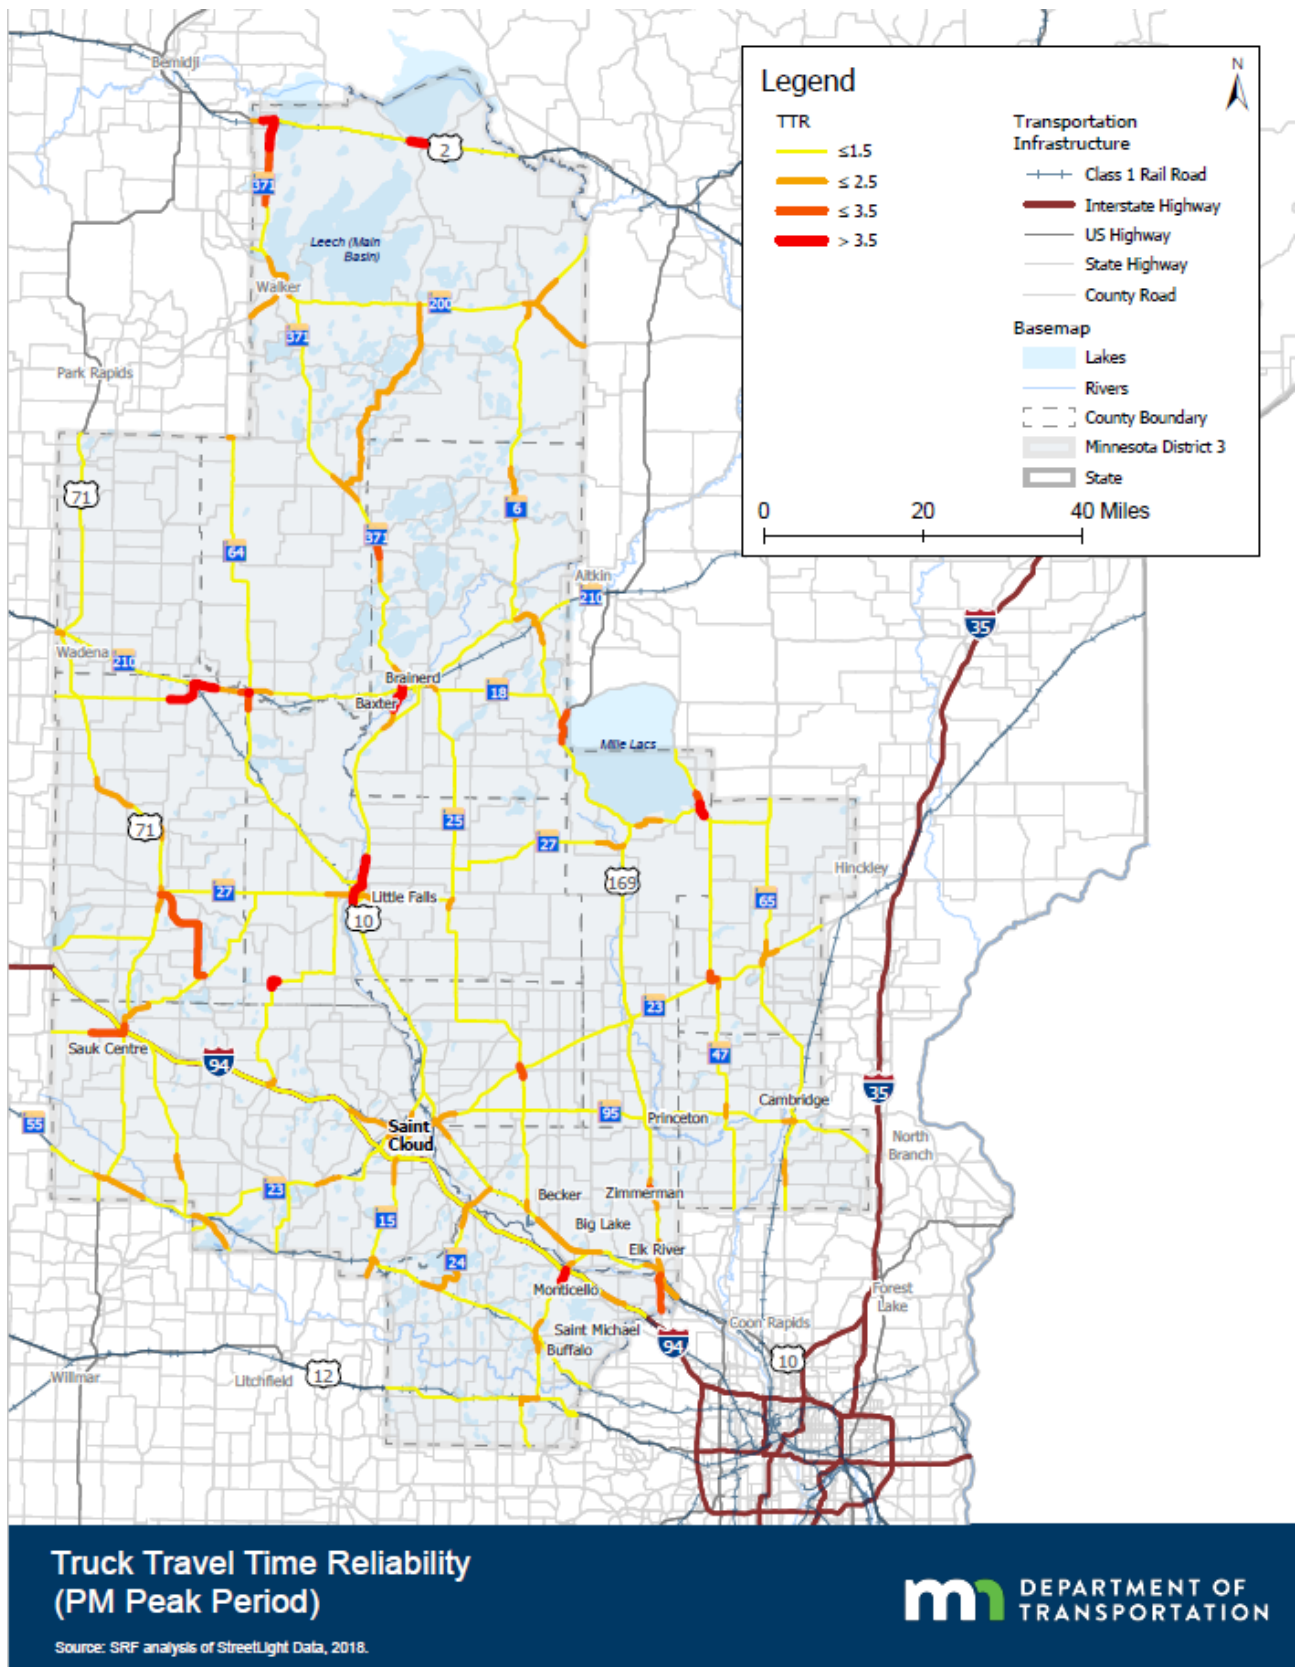 Legend
N
TTR
≤1.5
≤ 2.5
≤ 3.5
> 3.5
Transportation
Infrastructure
Class 1 Rail Road
Interstate Highway
US Highway
State Highway
County Road
Basemap
Lakes
Rivers
County Boundary
Minnesota District 3
State
0 20 40 Miles
Bemidji
2
371
Leech (Main
Basin)
Walker
200
371
Park Rapids
71
6
371
64
Aitkin
210
35
Wadena
210
Brainerd
18
Baxter
Mille Lacs
71
25
27
Hinckley
169
27
Little Falls
65
10
23
Sauk Centre
94
47
35
55
95
Princeton
Cambridge
Saint
Cloud
North
Branch
23
Becker
Zimmerman
15
Big Lake
24
Elk River
Monticello
Forest
Lake
Saint Michael
Coon Rapids
Buffalo
94
10
Willmar
Litchfield
12
Truck Travel Time Reliability
(PM Peak Period)
Source: SRF analysis of StreetLight Data, 2018.
mn DEPARTMENT OF
TRANSPORTATION